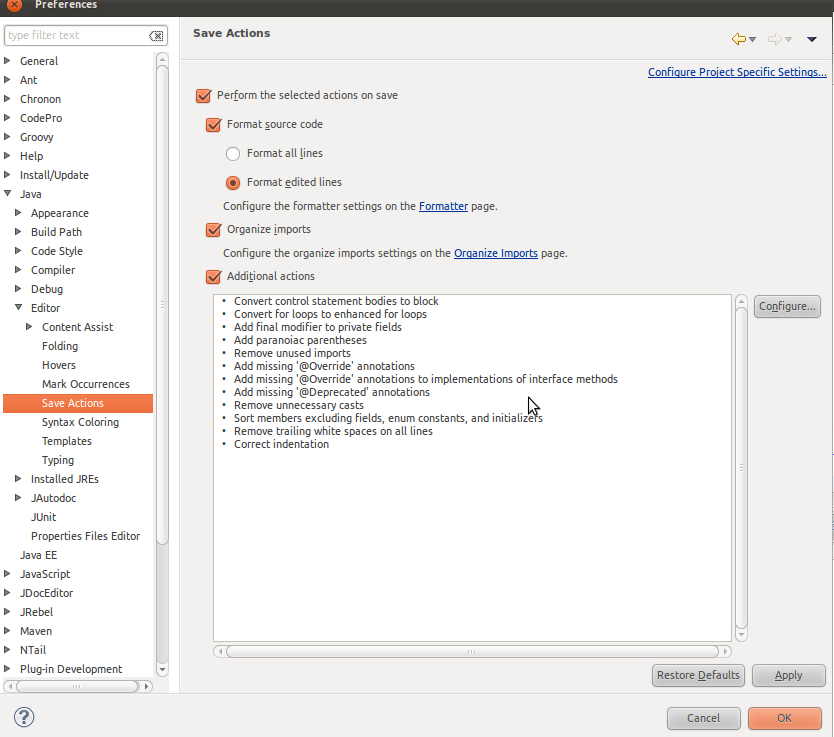 Preferences
type filter text
General
Ant
Chronon
CodePro
Groovy
Help
Install/Update
Java
Appearance
Build Path
Code Style
Compiler
Debug
Editor
Content Assist
Folding
Hovers
Mark Occurrences
Save Actions
Syntax Coloring
Templates
Typing
Installed JREs
JAutodoc
JUnit
Properties Files Editor
Java EE
JavaScript
JDocEditor
JRebel
Maven
NTail
Plug-in Development
Save Actions
Configure Project Specific Settings...
Perform the selected actions on save
Format source code
Format all lines
Format edited lines
Configure the formatter settings on the Formatter page.
Organize imports
Configure the organize imports settings on the Organize Imports page.
Additional actions
• Convert control statement bodies to block
• Convert for loops to enhanced for loops
• Add final modifier to private fields
• Add paranoiac parentheses
• Remove unused imports
• Add missing '@Override' annotations
• Add missing '@Override' annotations to implementations of interface methods
• Add missing '@Deprecated' annotations
• Remove unnecessary casts
• Sort members excluding fields, enum constants, and initializers
• Remove trailing white spaces on all lines
• Correct indentation
Configure...
Restore Defaults
Apply
?
Cancel
OK